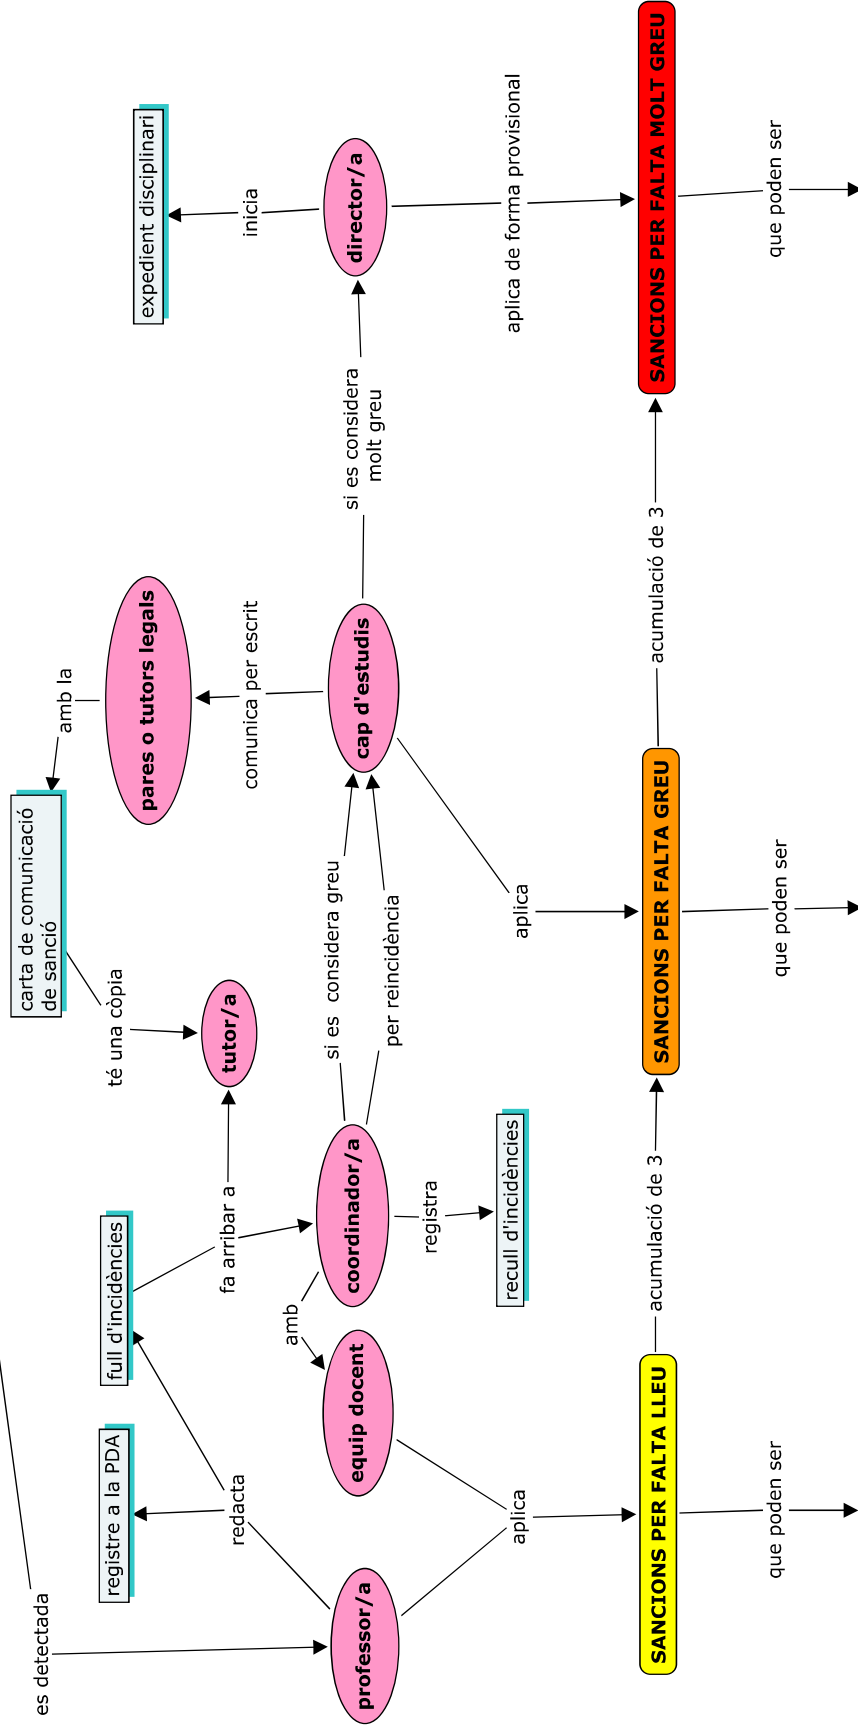 es detectada
professor/a
redacta
registre a la PDA
full d'incidències
fa arribar a
tutor/a
coordinador/a
amb
equip docent
aplica
SANCIONS PER FALTA LLEU
que poden ser
acumulació de 3
registra
recull d'incidències
si es  considera greu
per reincidència
cap d'estudis
comunica per escrit
pares o tutors legals
amb la
carta de comunicació
de sanció
té una còpia
aplica
SANCIONS PER FALTA GREU
que poden ser
acumulació de 3
si es considera
molt greu
director/a
inicia
expedient disciplinari
aplica de forma provisional
SANCIONS PER FALTA MOLT GREU
que poden ser